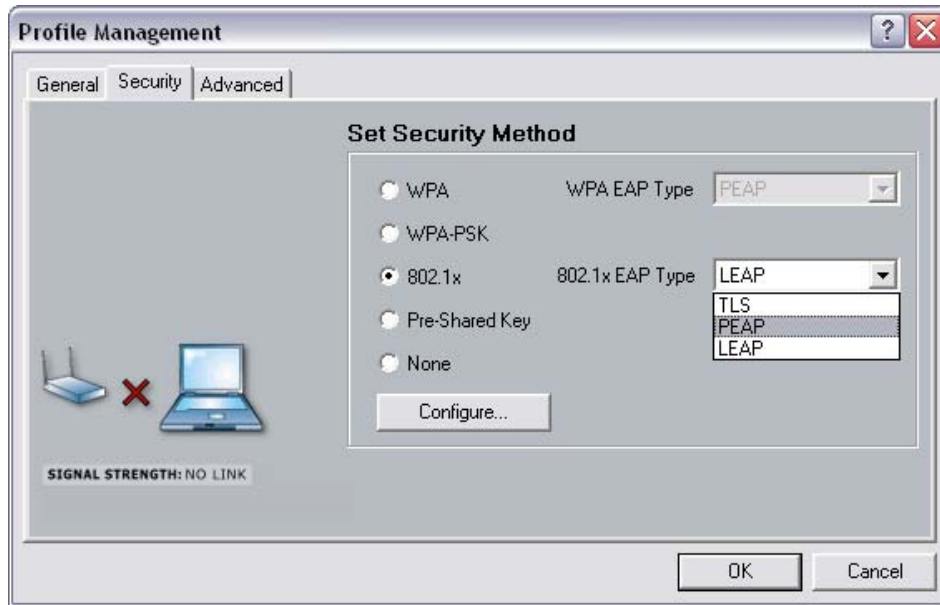 Profile Management
General Security Advanced
Set Security Method
WPA WPA EAP Type PEAP
WPA-PSK
802.1x 802.1x EAP Type LEAP
TLS
PEAP
LEAP
Pre-Shared Key
None
Configure...
SIGNAL STRENGTH: NO LINK
OK Cancel